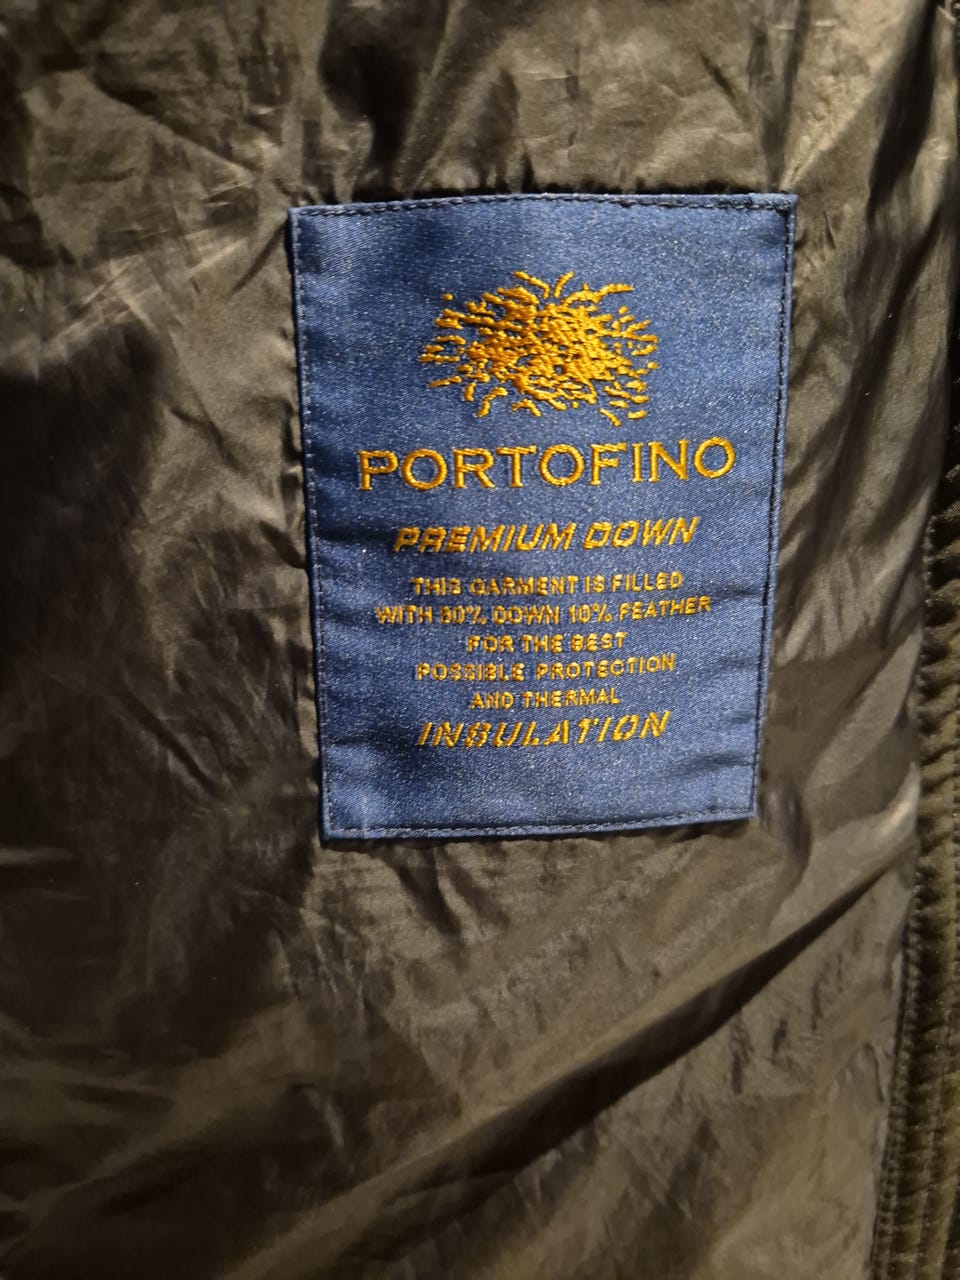 PORTOFINO
PREMIUM DOWN
THIS GARMENT IS FILLED
WITH 90% DOWN 10% FEATHER
FOR THE BEST
POSSIBLE PROTECTION
AND THERMAL
INSULATION